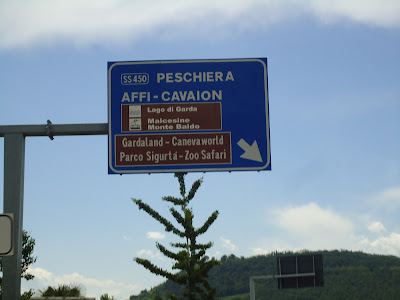 SS450 PESCHIERA
AFFI-CAVAION
Lago di Garda
Malcesine
Monte Baldo
Gardaland-Canevaworld
Parco Sigurtà-Zoo Safari